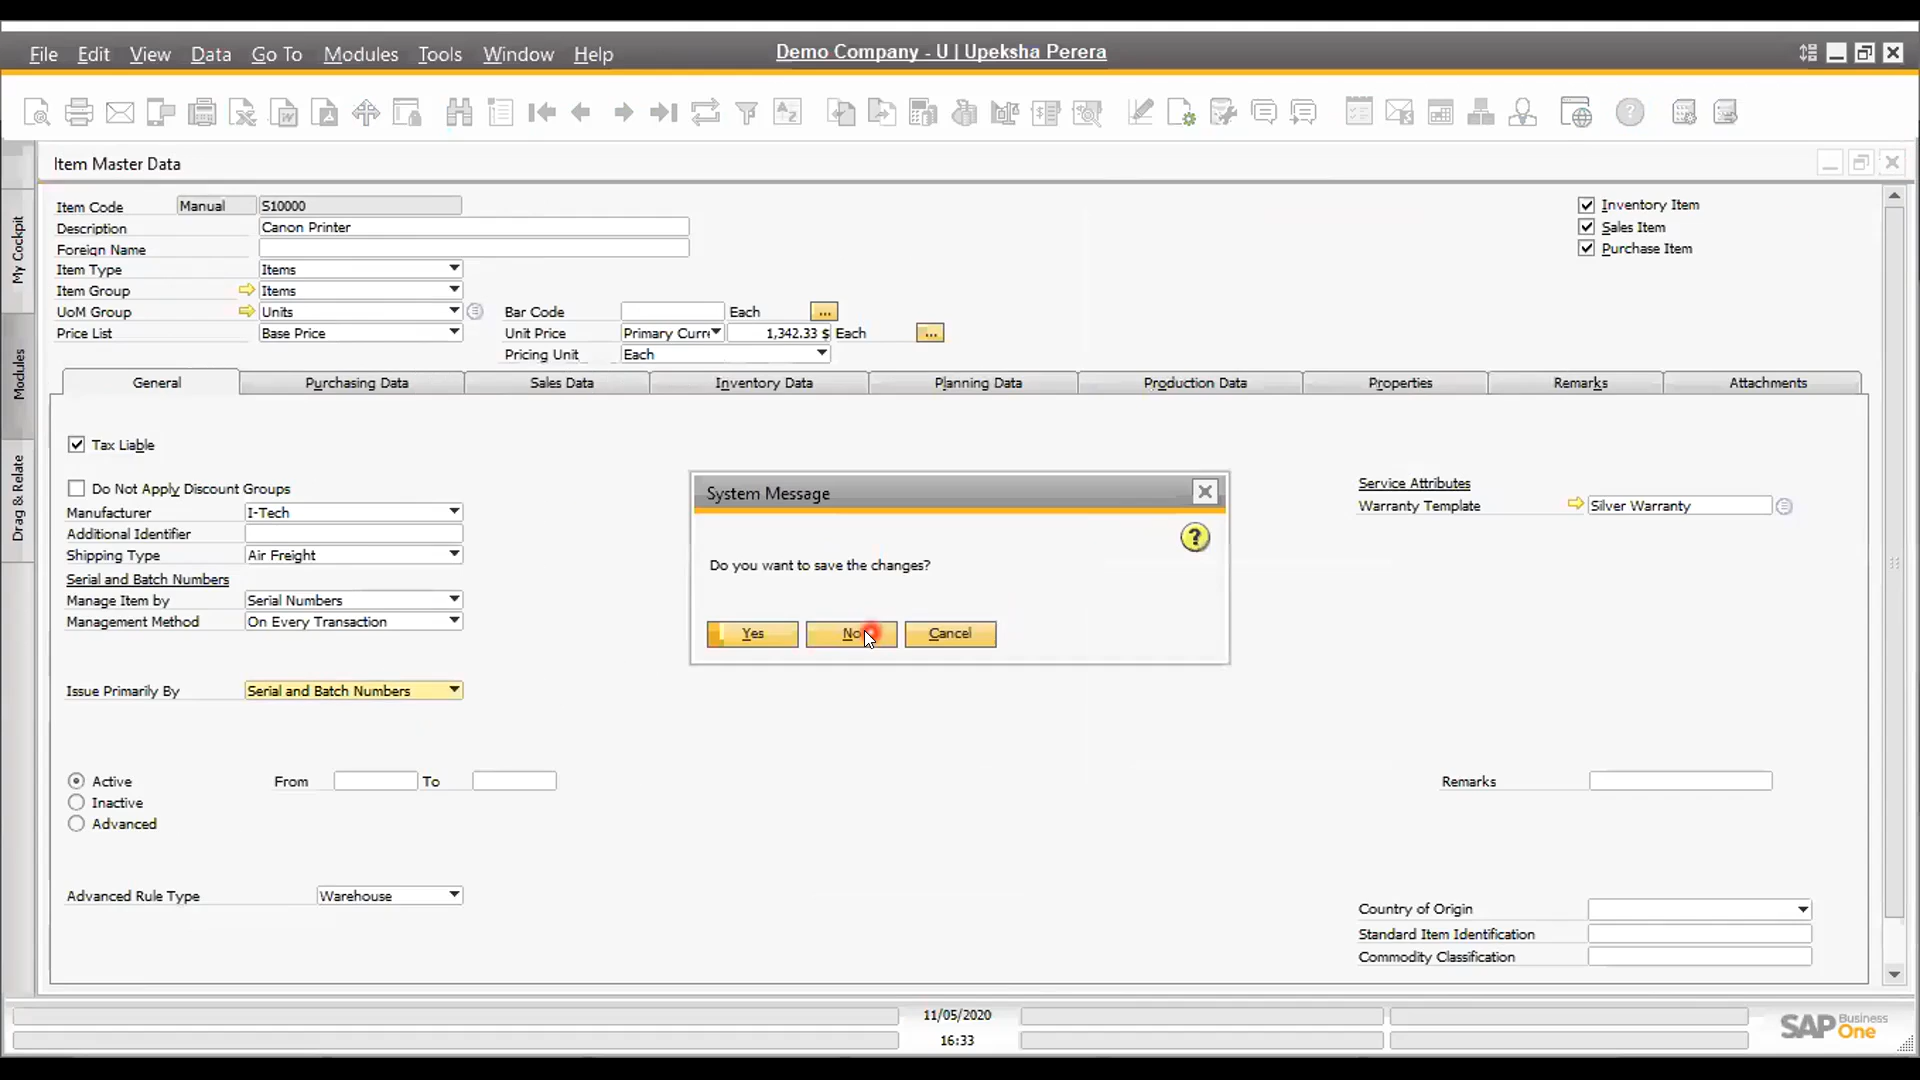 File Edit View Data Go To Modules Tools Window Help Demo Company - U | Upeksha Perera
Item Master Data
My Cockpit
Modules
Drag & Relate
Item Code Manual S10000
Description Canon Printer
Foreign Name
Item Type Items
Item Group Items
UoM Group Units Bar Code Each ...
Price List Base Price Unit Price Primary Curre 1,342.33 $ Each ...
Pricing Unit Each
Inventory Item
Sales Item
Purchase Item
General Purchasing Data Sales Data Inventory Data Planning Data Production Data Properties Remarks Attachments
Tax Liable
Do Not Apply Discount Groups
Manufacturer I-Tech
Additional Identifier
Shipping Type Air Freight
Serial and Batch Numbers
Manage Item by Serial Numbers
Management Method On Every Transaction
Issue Primarily By Serial and Batch Numbers
System Message
?
Do you want to save the changes?
Yes No Cancel
Service Attributes
Warranty Template Silver Warranty
Active From To Remarks
Inactive
Advanced
Advanced Rule Type Warehouse
Country of Origin
Standard Item Identification
Commodity Classification
11/05/2020
16:33
SAP Business One